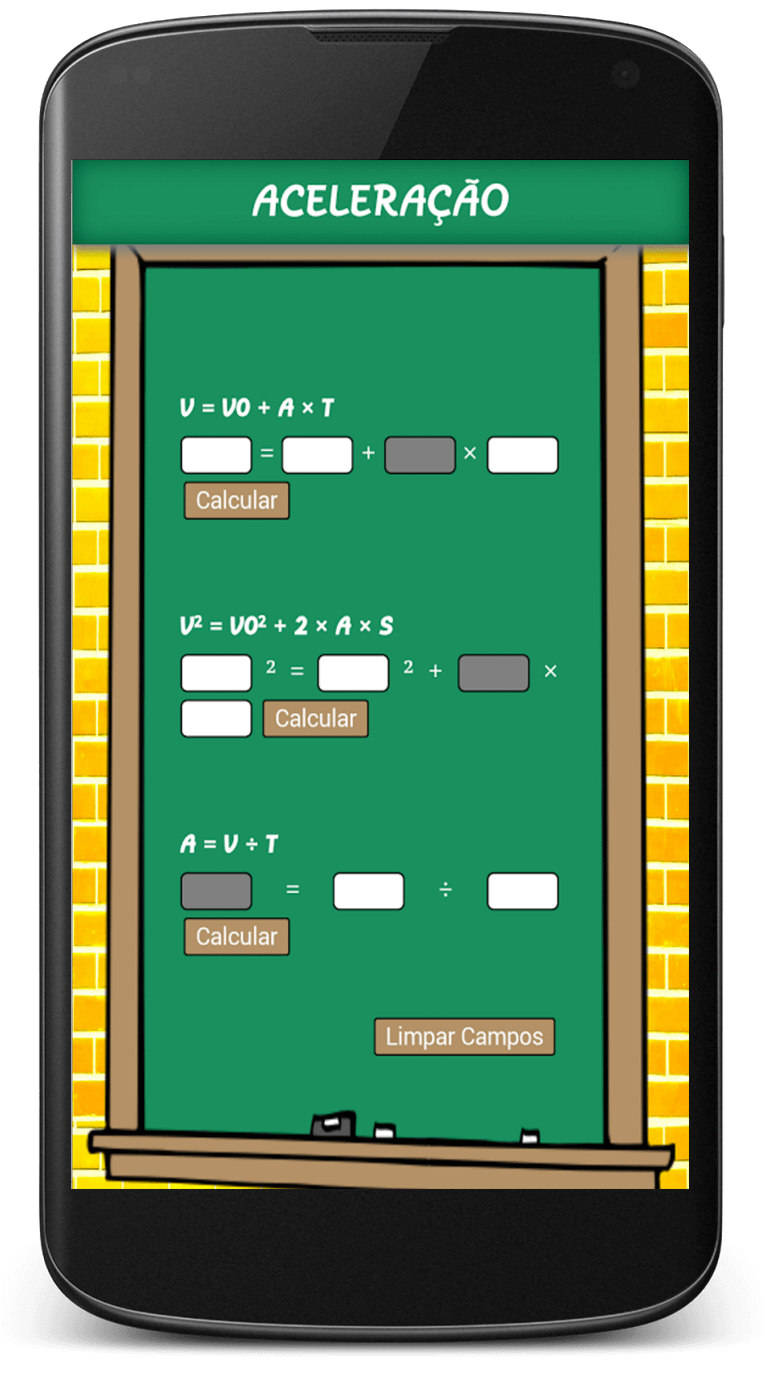 ACELERAÇÃO
V = V0 + A × T
= + ×
Calcular
V² = V0² + 2 × A × S
² = ² + ×
Calcular
A = V ÷ T
= ÷
Calcular
Limpar Campos